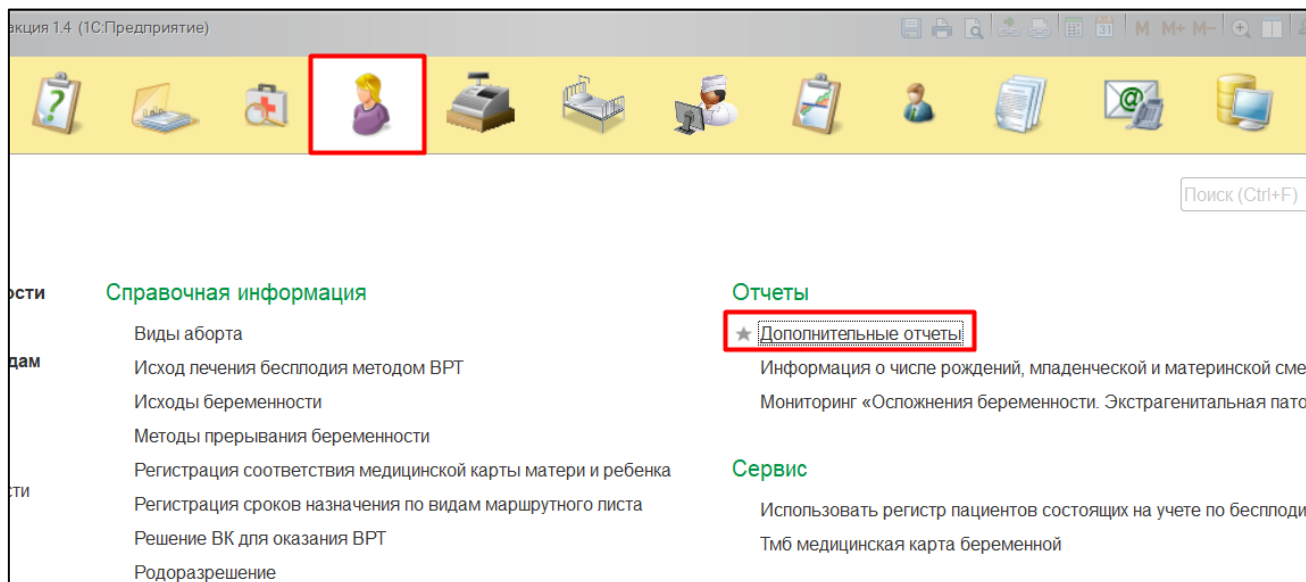 акция 1.4 (1С:Предприятие)
31 M M+ M-
Поиск (Ctrl+F)
ости
дам
сти
Справочная информация
Виды аборта
Исход лечения бесплодия методом ВРТ
Исходы беременности
Методы прерывания беременности
Регистрация соответствия медицинской карты матери и ребенка
Регистрация сроков назначения по видам маршрутного листа
Решение ВК для оказания ВРТ
Родоразрешение
Отчеты
Дополнительные отчеты
Информация о числе рождений, младенческой и материнской сме
Мониторинг «Осложнения беременности. Экстрагенитальная пато
Сервис
Использовать регистр пациентов состоящих на учете по бесплоди
Тмб медицинская карта беременной